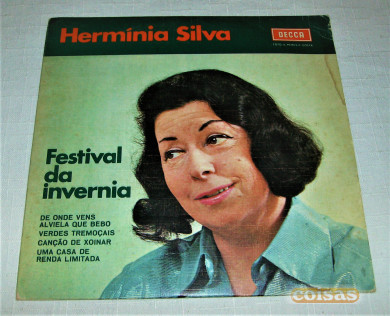 Hermínia Silva
DECCA
Festival
da
invernia
DE ONDE VENS
ALVIELA QUE BEBO
VERDES TREMOÇAIS
CANÇÃO DE XOINAR
UMA CASA DE
RENDA LIMITADA
coisas